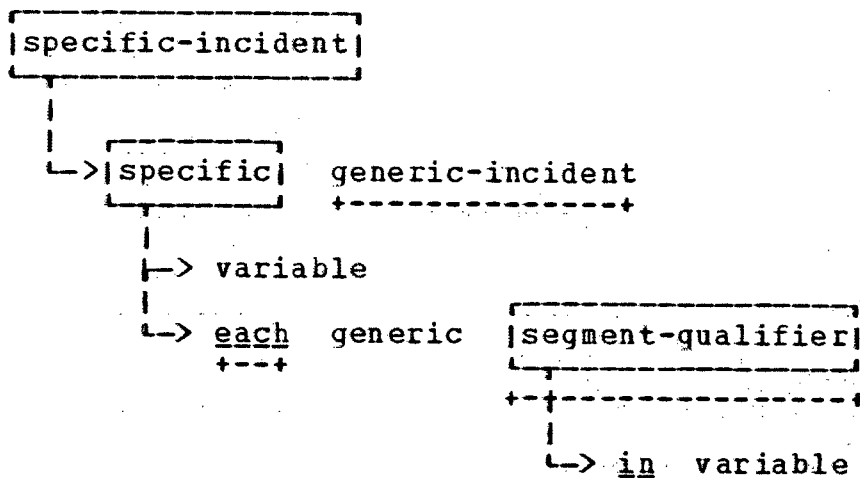 specific-incident
specific generic-incident
variable
each generic segment-qualifier
in variable